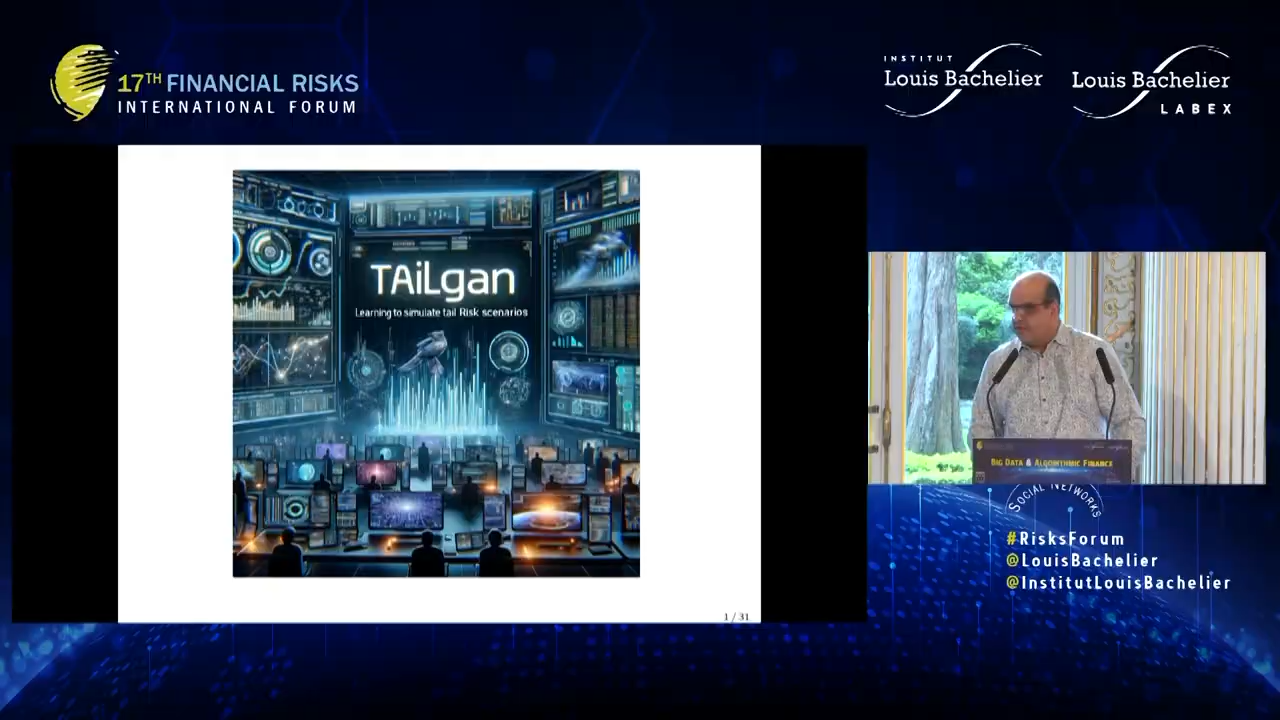 17TH FINANCIAL RISKS
INTERNATIONAL FORUM
INSTITUT
Louis Bachelier
Louis Bachelier
LABEX
TAiLgan
Learning to simulate tail Risk scenarios
1 / 31
BIG DATA & ALGORITHMIC FINANCE
SOCIAL NETWORKS
#RisksForum
@LouisBachelier
@InstitutLouisBachelier